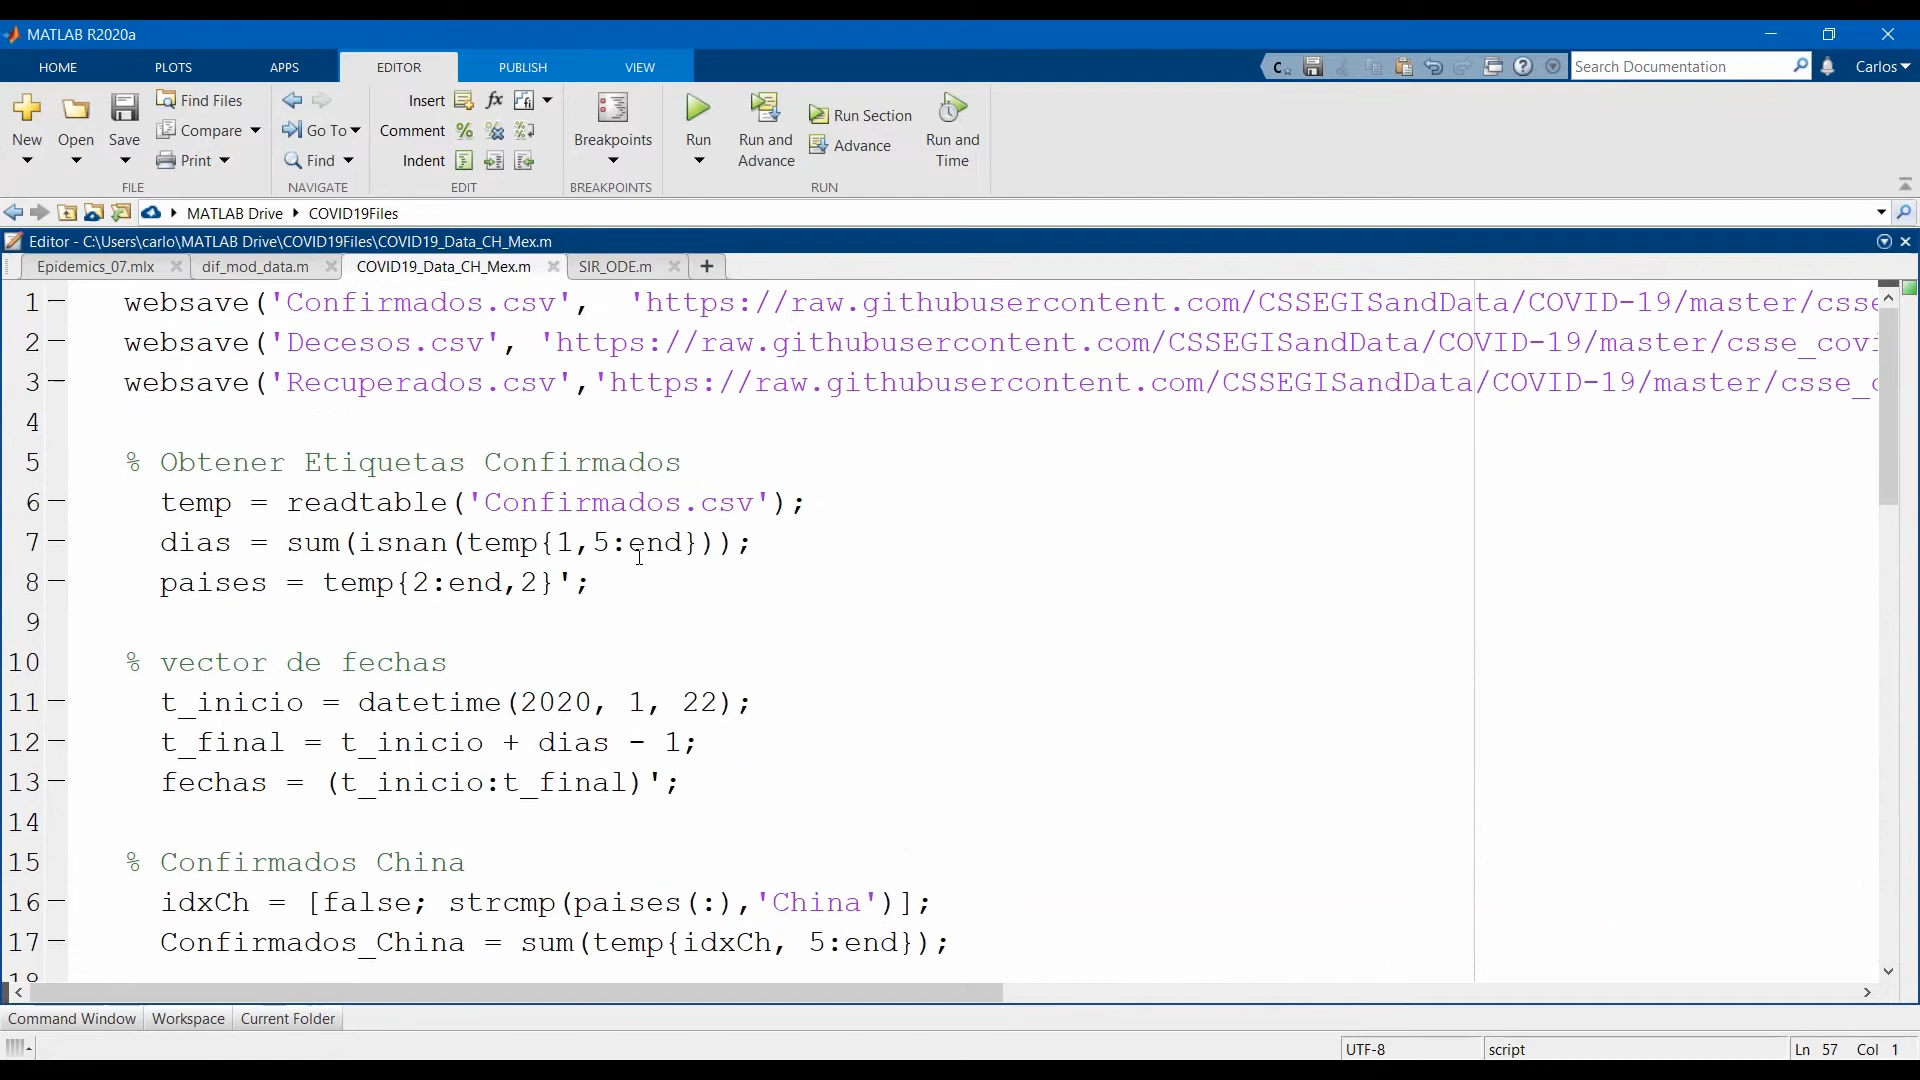 MATLAB R2020a
HOME PLOTS APPS EDITOR PUBLISH VIEW Search Documentation Carlos
New Open Save Find Files Compare Print FILE
Go To Find NAVIGATE
Insert Comment Indent EDIT
Breakpoints BREAKPOINTS
Run Run and Advance Run Section Advance Run and Time RUN
MATLAB Drive COVID19Files
Editor - C:\Users\carlo\MATLAB Drive\COVID19Files\COVID19_Data_CH_Mex.m
Epidemics_07.mlx dif_mod_data.m COVID19_Data_CH_Mex.m SIR_ODE.m
1 websave('Confirmados.csv', 'https://raw.githubusercontent.com/CSSEGISandData/COVID-19/master/csse
2 websave('Decesos.csv', 'https://raw.githubusercontent.com/CSSEGISandData/COVID-19/master/csse_covi
3 websave('Recuperados.csv','https://raw.githubusercontent.com/CSSEGISandData/COVID-19/master/csse_c
4
5 % Obtener Etiquetas Confirmados
6 temp = readtable('Confirmados.csv');
7 dias = sum(isnan(temp{1,5:end}));
8 paises = temp{2:end,2}';
9
10 % vector de fechas
11 t_inicio = datetime(2020, 1, 22);
12 t_final = t_inicio + dias - 1;
13 fechas = (t_inicio:t_final)';
14
15 % Confirmados China
16 idxCh = [false; strcmp(paises(:),'China')];
17 Confirmados_China = sum(temp{idxCh, 5:end});
18
Command Window Workspace Current Folder
UTF-8 script Ln 57 Col 1